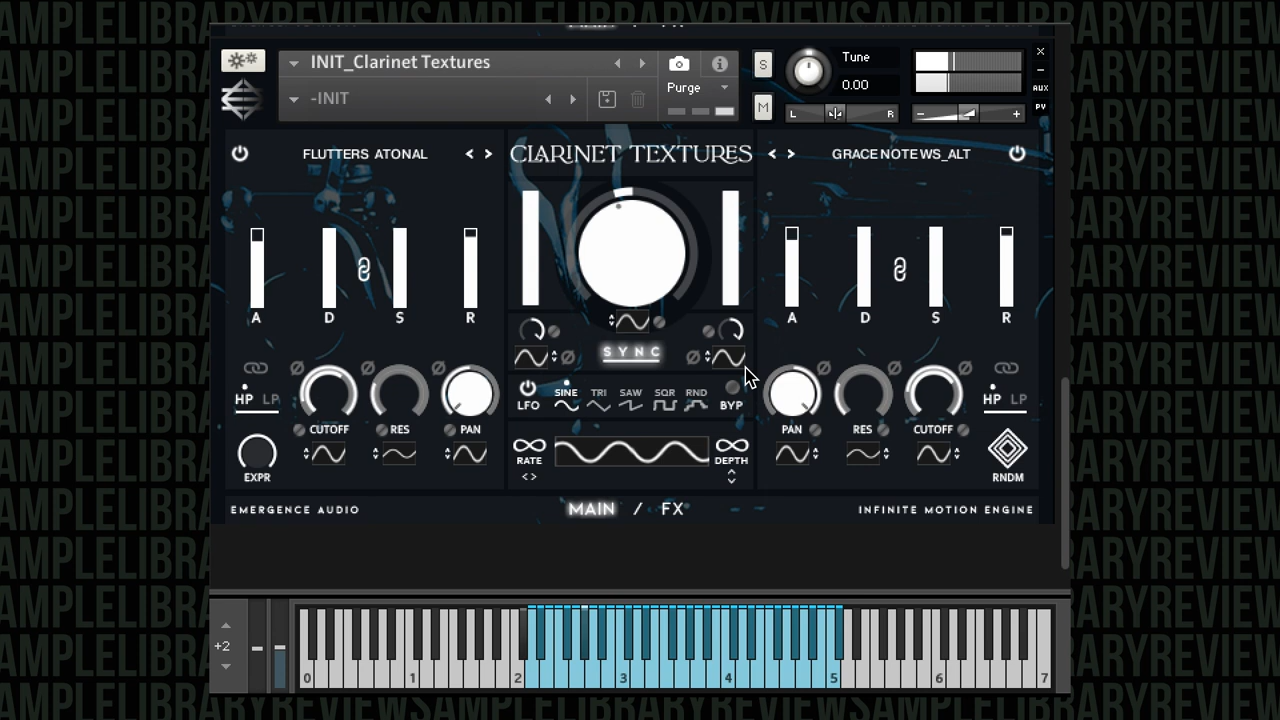 INIT_Clarinet Textures
-INIT
Purge
S
M
Tune
0.00
L
R
AUX
PV
FLUTTERS ATONAL
CLARINET TEXTURES
GRACE NOTE WS_ALT
A D S R
A D S R
SYNC
HP LP
CUTOFF RES PAN
EXPR
LFO SINE TRI SAW SQR RND BYP
RATE DEPTH
PAN RES CUTOFF
HP LP
RNDM
EMERGENCE AUDIO
MAIN / FX
INFINITE MOTION ENGINE
+2
0 1 2 3 4 5 6 7
SAMPLELIBRARYREVIEW